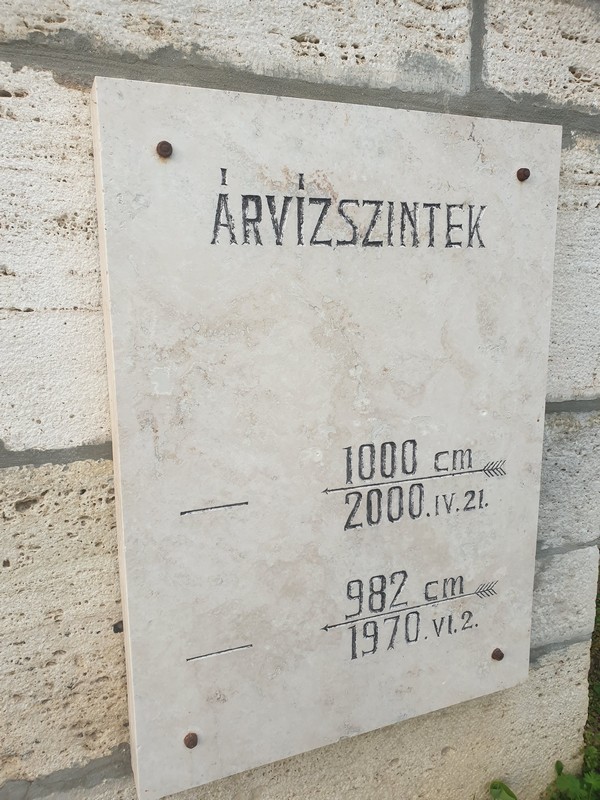 ÁRVÍZSZINTEK
1000 cm
2000.IV.21.
982 cm
1970.VI.2.